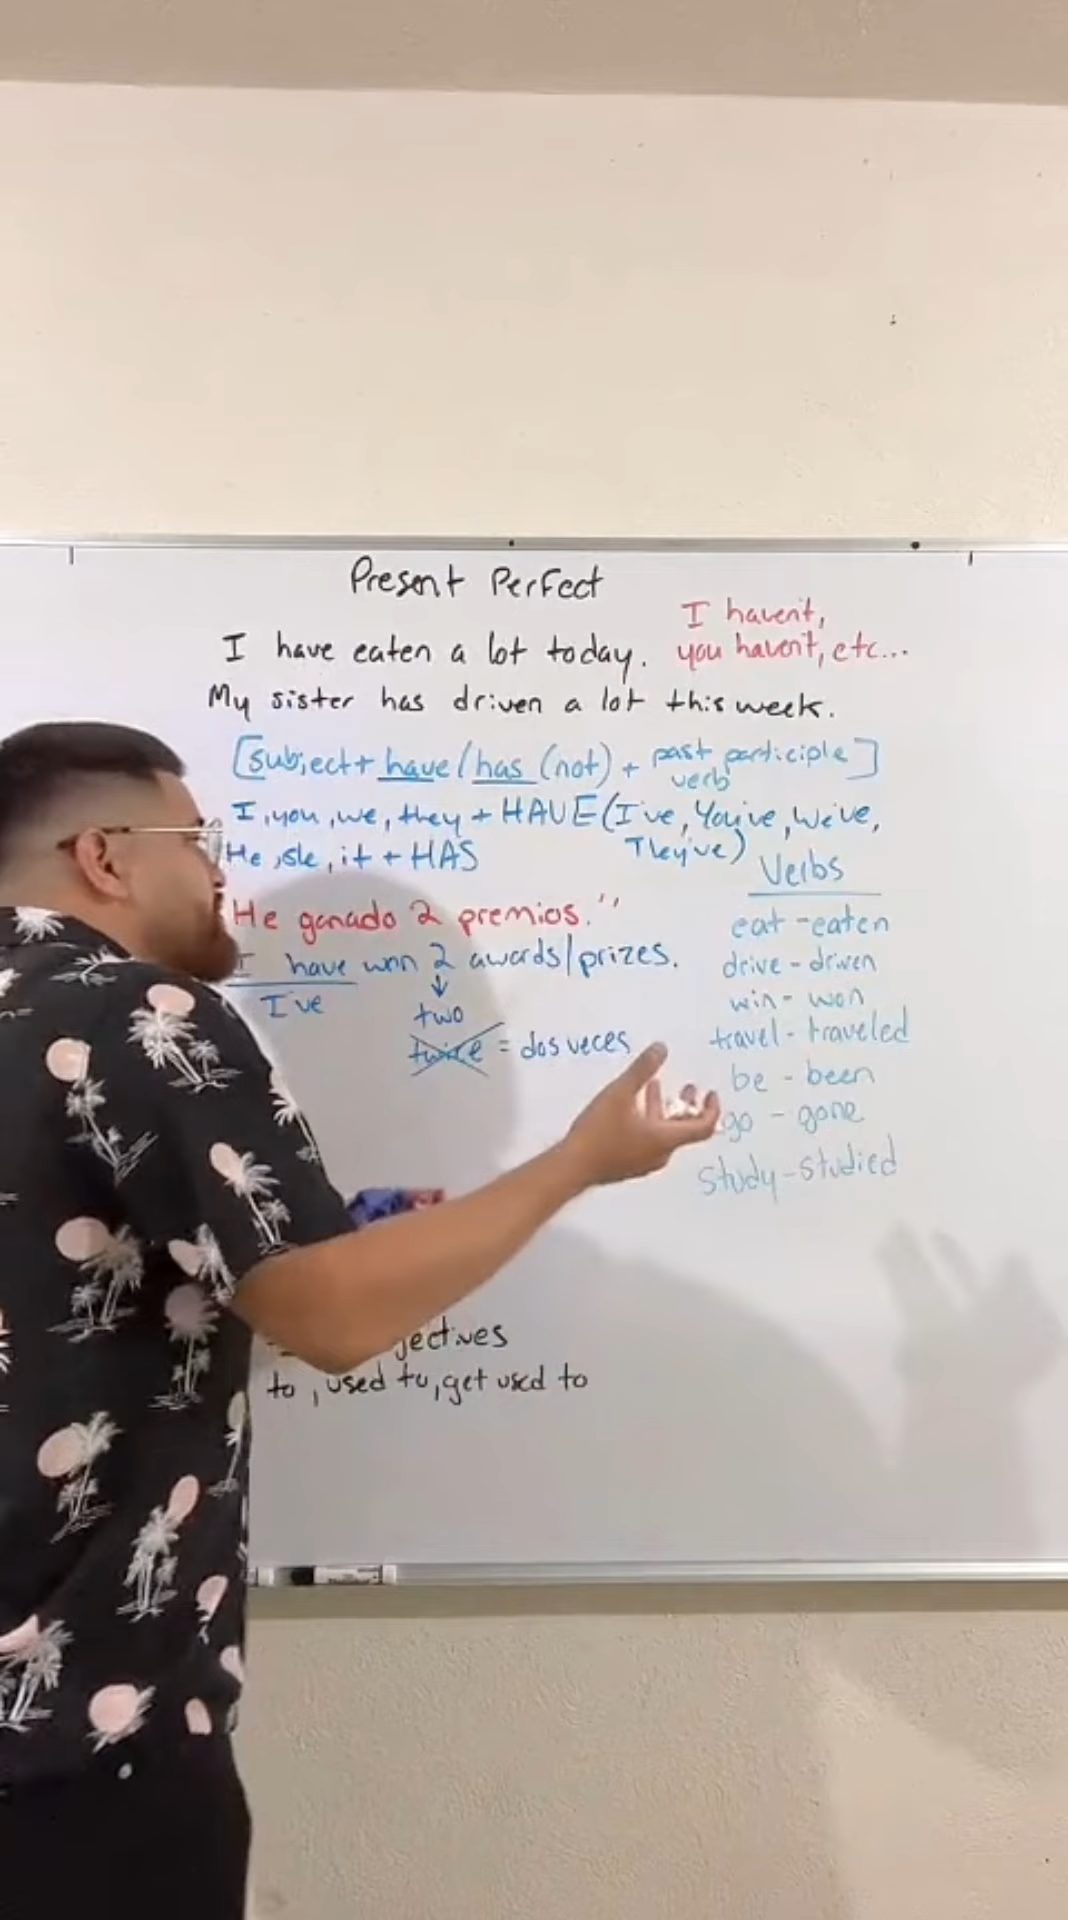 Present Perfect
I haven't,
you haven't, etc...
I have eaten a lot today.
My sister has driven a lot this week.
[subject + have/has (not) + past participle]
verb
I, you, we, they + HAVE (I've, You've, We've,
They've)
He, she, it + HAS
He ganado 2 premios."
I have won 2 awards/prizes.
I've
two
twice = dos veces
Verbs
eat - eaten
drive - driven
win - won
travel - traveled
be - been
go - gone
study - studied
to, used to, get used to